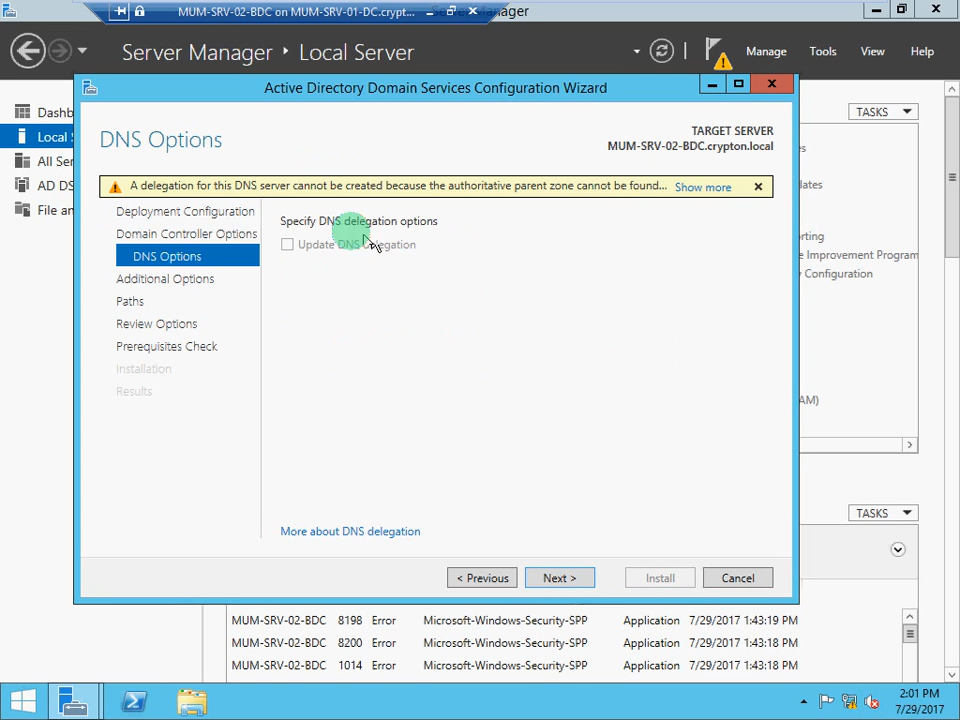 MUM-SRV-02-BDC on MUM-SRV-01-DC.crypt...
Server Manager ‣ Local Server
Manage
Tools
View
Help
Active Directory Domain Services Configuration Wizard
Dashb
Local
All Ser
AD DS
File an
TASKS
DNS Options
TARGET SERVER
MUM-SRV-02-BDC.crypton.local
A delegation for this DNS server cannot be created because the authoritative parent zone cannot be found...
Show more
Deployment Configuration
Domain Controller Options
DNS Options
Additional Options
Paths
Review Options
Prerequisites Check
Installation
Results
Specify DNS delegation options
Update DNS delegation
More about DNS delegation
dates
orting
e Improvement Program
Configuration
AM)
TASKS
< Previous
Next >
Install
Cancel
MUM-SRV-02-BDC 8198 Error Microsoft-Windows-Security-SPP Application 7/29/2017 1:43:19 PM
MUM-SRV-02-BDC 8200 Error Microsoft-Windows-Security-SPP Application 7/29/2017 1:43:18 PM
MUM-SRV-02-BDC 1014 Error Microsoft-Windows-Security-SPP Application 7/29/2017 1:43:18 PM
2:01 PM
7/29/2017